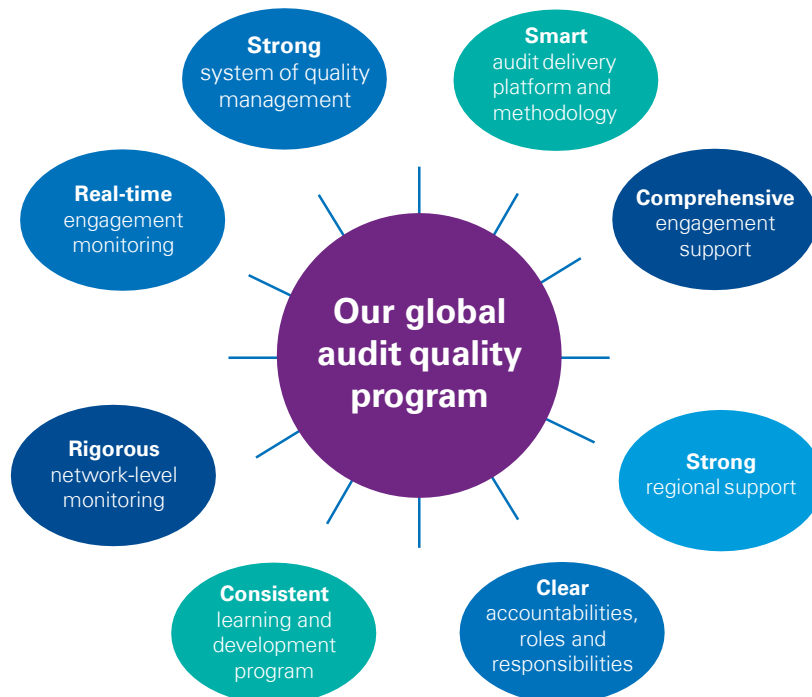 Strong
system of quality
management
Smart
audit delivery
platform and
methodology
Comprehensive
engagement
support
Strong
regional support
Clear
accountabilities,
roles and
responsibilities
Consistent
learning and
development
program
Rigorous
network-level
monitoring
Real-time
engagement
monitoring
Our global
audit quality
program